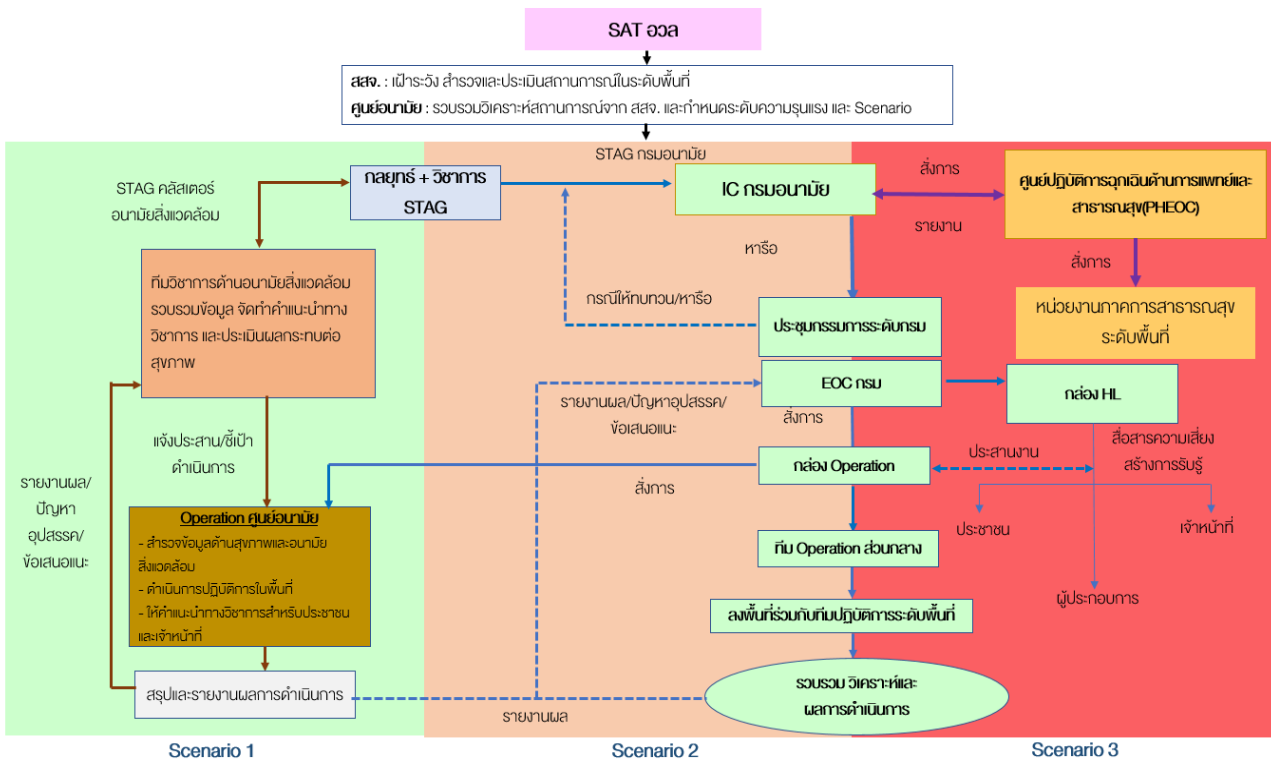 SAT อวล
สสจ. : เฝ้าระวัง สำรวจและประเมินสถานการณ์ในระดับพื้นที่
ศูนย์อนามัย : รวบรวมวิเคราะห์สถานการณ์จาก สสจ. และกำหนดระดับความรุนแรง และ Scenario
STAG กรมอนามัย
STAG คลัสเตอร์
อนามัยสิ่งแวดล้อม
กลยุทธ์ + วิชาการ
STAG
IC กรมอนามัย
สั่งการ
รายงาน
ศูนย์ปฏิบัติการฉุกเฉินด้านการแพทย์และ
สาธารณสุข(PHEOC)
หารือ
สั่งการ
ทีมวิชาการด้านอนามัยสิ่งแวดล้อม
รวบรวมข้อมูล จัดทำคำแนะนำทาง
วิชาการ และประเมินผลกระทบต่อ
สุขภาพ
กรณีให้ทบทวน/หารือ
ประชุมกรรมการระดับกรม
หน่วยงานภาคการสาธารณสุข
ระดับพื้นที่
EOC กรม
กล่อง HL
รายงานผล/ปัญหาอุปสรรค/
ข้อเสนอแนะ
สั่งการ
แจ้งประสาน/ชี้เป้า
ดำเนินการ
สื่อสารความเสี่ยง
สร้างการรับรู้
ประสานงาน
กล่อง Operation
สั่งการ
รายงานผล/
ปัญหา
อุปสรรค/
ข้อเสนอแนะ
Operation ศูนย์อนามัย
- สำรวจข้อมูลด้านสุขภาพและอนามัย
สิ่งแวดล้อม
- ดำเนินการปฏิบัติการในพื้นที่
- ให้คำแนะนำทางวิชาการสำหรับประชาชน
และเจ้าหน้าที่
ประชาชน
เจ้าหน้าที่
ทีม Operation ส่วนกลาง
ผู้ประกอบการ
ลงพื้นที่ร่วมกับทีมปฏิบัติการระดับพื้นที่
สรุปและรายงานผลการดำเนินการ
รายงานผล
รวบรวม วิเคราะห์และ
ผลการดำเนินการ
Scenario 1
Scenario 2
Scenario 3